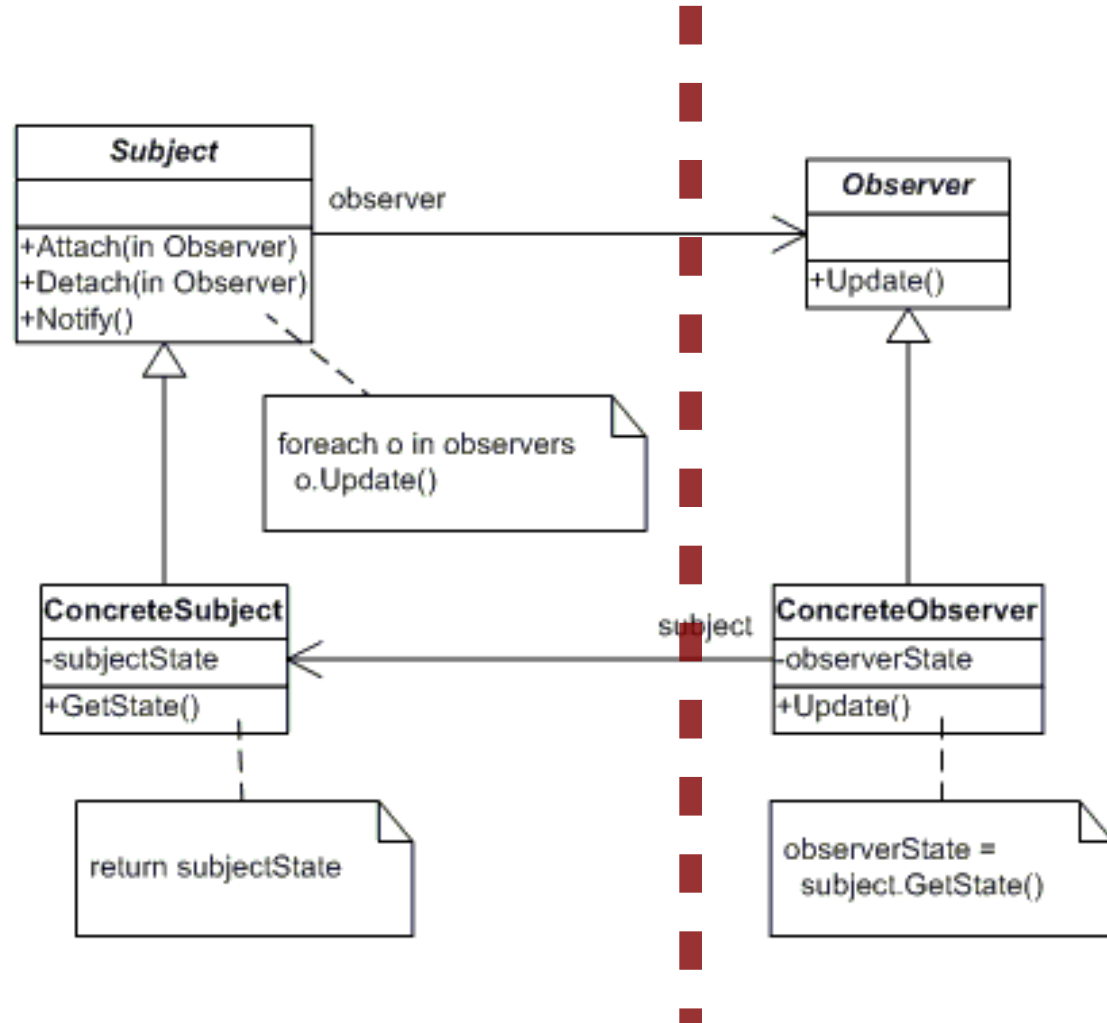 Subject
+Attach(in Observer)
+Detach(in Observer)
+Notify()
observer
Observer
+Update()
foreach o in observers
o.Update()
ConcreteSubject
-subjectState
+GetState()
subject
ConcreteObserver
-observerState
+Update()
return subjectState
observerState =
subject.GetState()